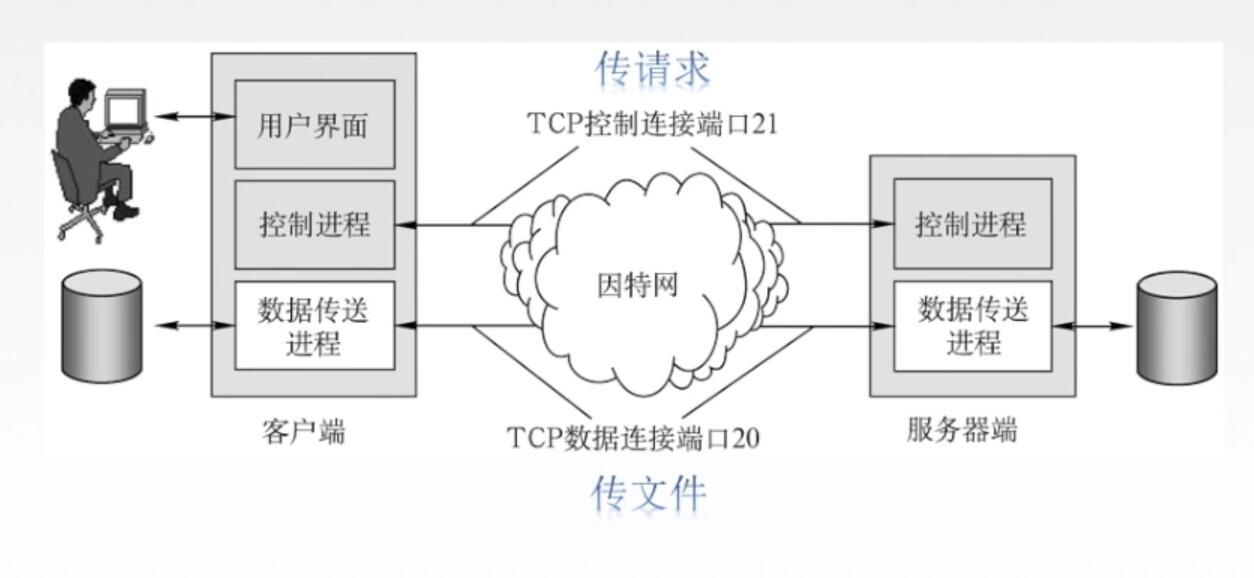 传请求
TCP控制连接端口21
用户界面
控制进程
控制进程
因特网
数据传送
进程
数据传送
进程
客户端
TCP数据连接端口20
服务器端
传文件